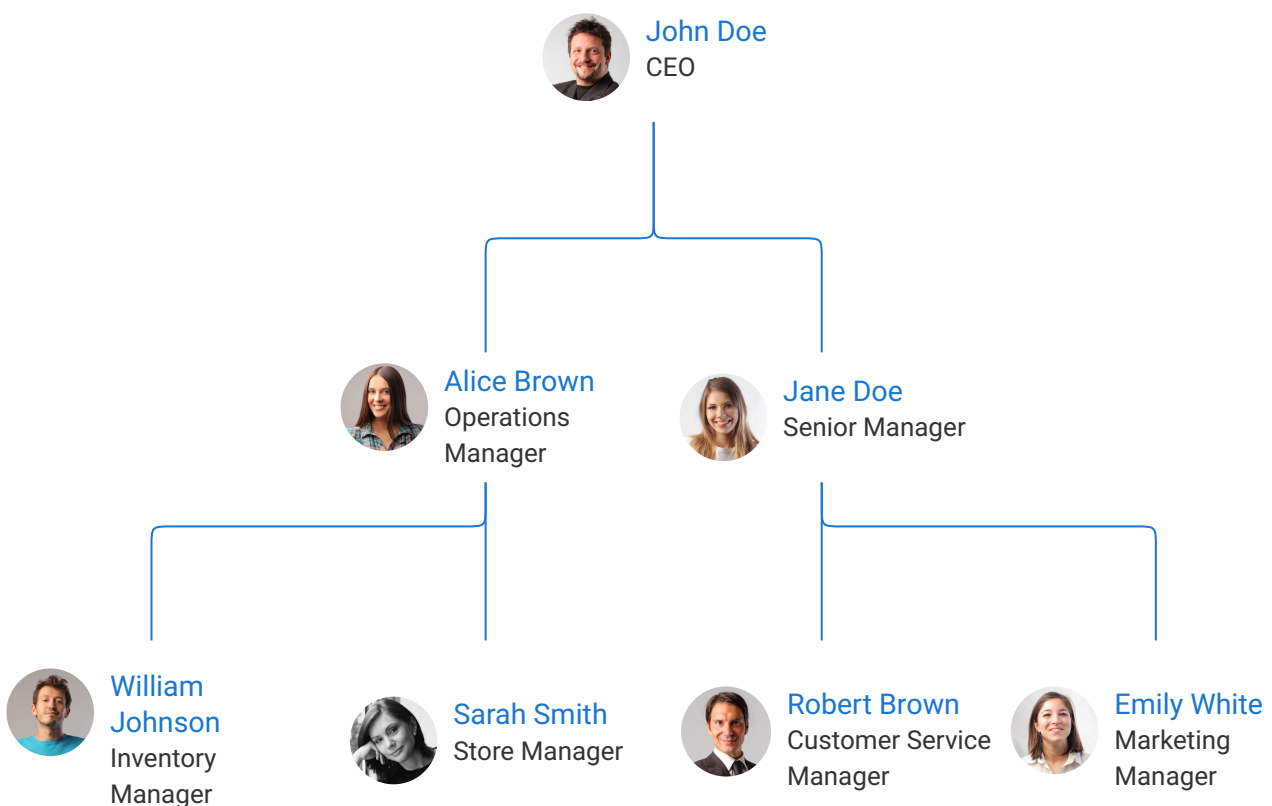 John Doe
CEO
Alice Brown
Operations
Manager
Jane Doe
Senior Manager
William
Johnson
Inventory
Manager
Sarah Smith
Store Manager
Robert Brown
Customer Service
Manager
Emily White
Marketing
Manager